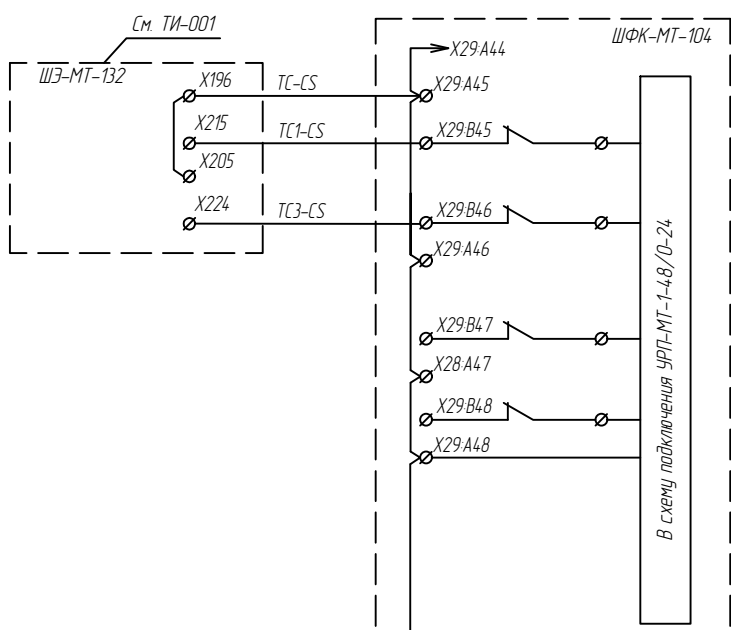 См. ТИ-001
ШФК-МТ-104
X29:A44
ШЭ-МТ-132
X196
TC-CS
X29:A45
X215
TC1-CS
X29:B45
X205
X224
TC3-CS
X29:B46
X29:A46
X29:B47
X28:A47
X29:B48
X29:A48
В схему подключения УРП-МТ-1-48/0-24